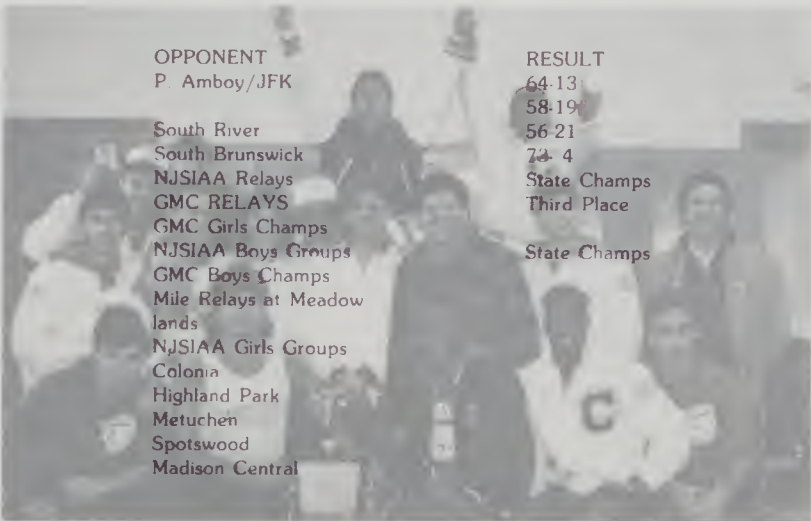 OPPONENT RESULT
P. Amboy/JFK 64-13
58-19
South River 56-21
South Brunswick 4
NJSIAA Relays State Champs
GMC RELAYS Third Place
GMC Girls Champs
NJSIAA Boys Groups State Champs
GMC Boys Champs
Mile Relays at Meadow
lands
NJSIAA Girls Groups
Colonia
Highland Park
Metuchen
Spotswood
Madison Central
C